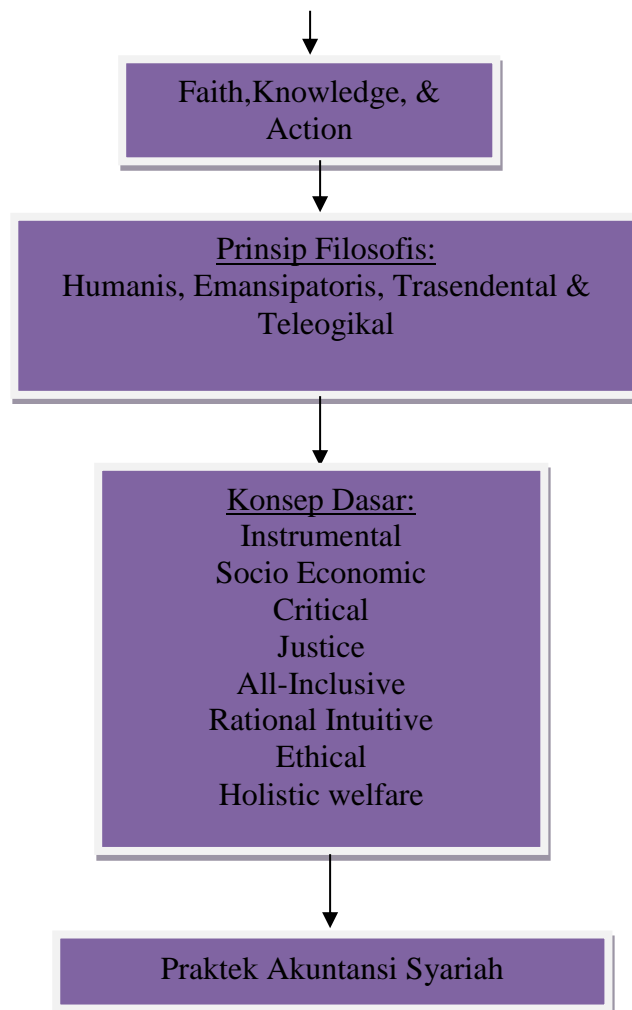 Faith,Knowledge, &
Action
Prinsip Filosofis:
Humanis, Emansipatoris, Trasendental &
Teleogikal
Konsep Dasar:
Instrumental
Socio Economic
Critical
Justice
All-Inclusive
Rational Intuitive
Ethical
Holistic welfare
Praktek Akuntansi Syariah